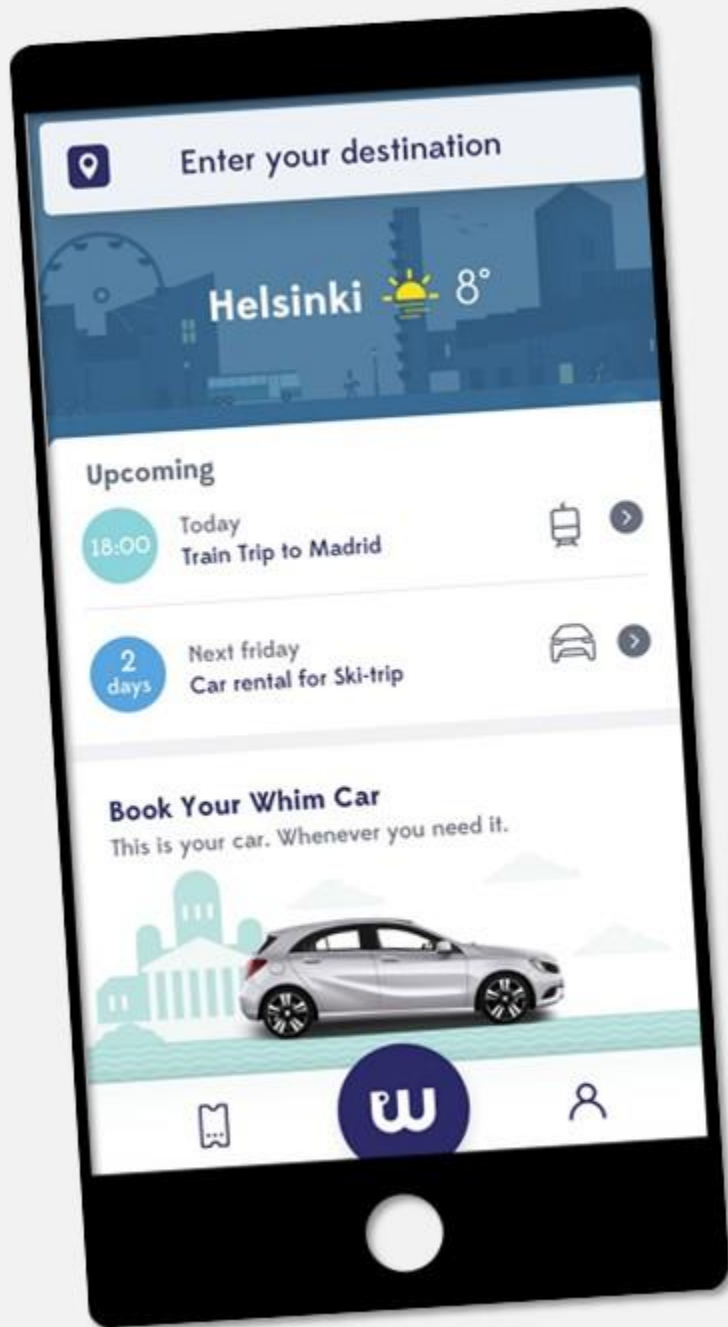 Enter your destination
Helsinki 8°
Upcoming
18:00
Today
Train Trip to Madrid
2
days
Next friday
Car rental for Ski-trip
Book Your Whim Car
This is your car. Whenever you need it.
w